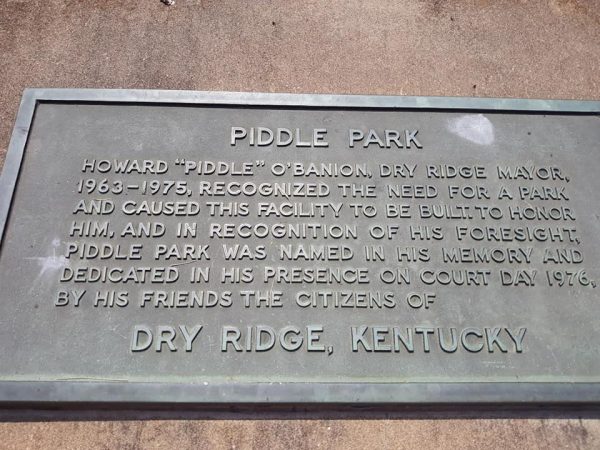 PIDDLE PARK
HOWARD "PIDDLE" O'BANION, DRY RIDGE MAYOR,
1963-1975, RECOGNIZED THE NEED FOR A PARK
AND CAUSED THIS FACILITY TO BE BUILT. TO HONOR
HIM, AND IN RECOGNITION OF HIS FORESIGHT,
PIDDLE PARK WAS NAMED IN HIS MEMORY AND
DEDICATED IN HIS PRESENCE ON COURT DAY 1976,
BY HIS FRIENDS THE CITIZENS OF
DRY RIDGE, KENTUCKY